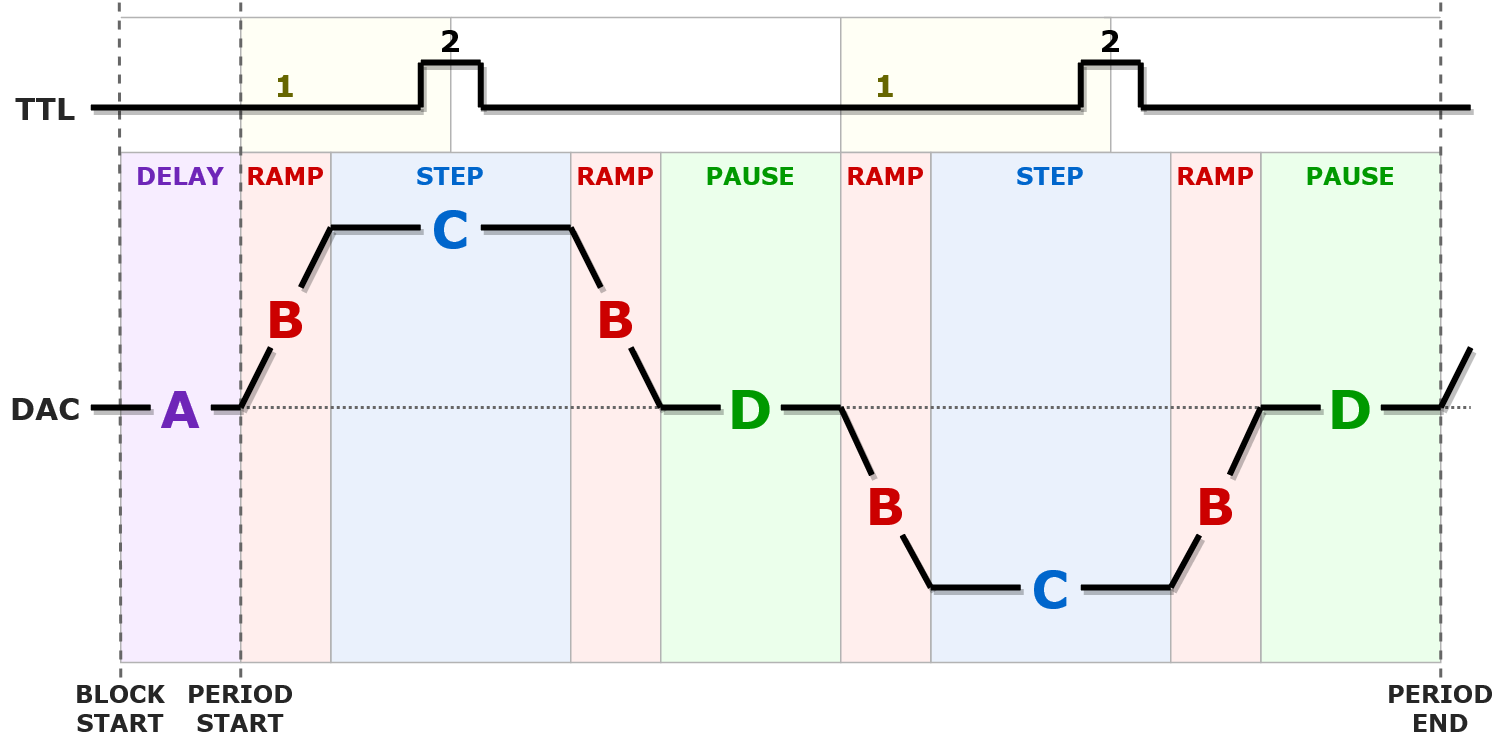 2 2
1 1
TTL
DELAY RAMP STEP RAMP PAUSE RAMP STEP RAMP PAUSE
C
B B
DAC A D D
B B
C
BLOCK START
PERIOD START
PERIOD END